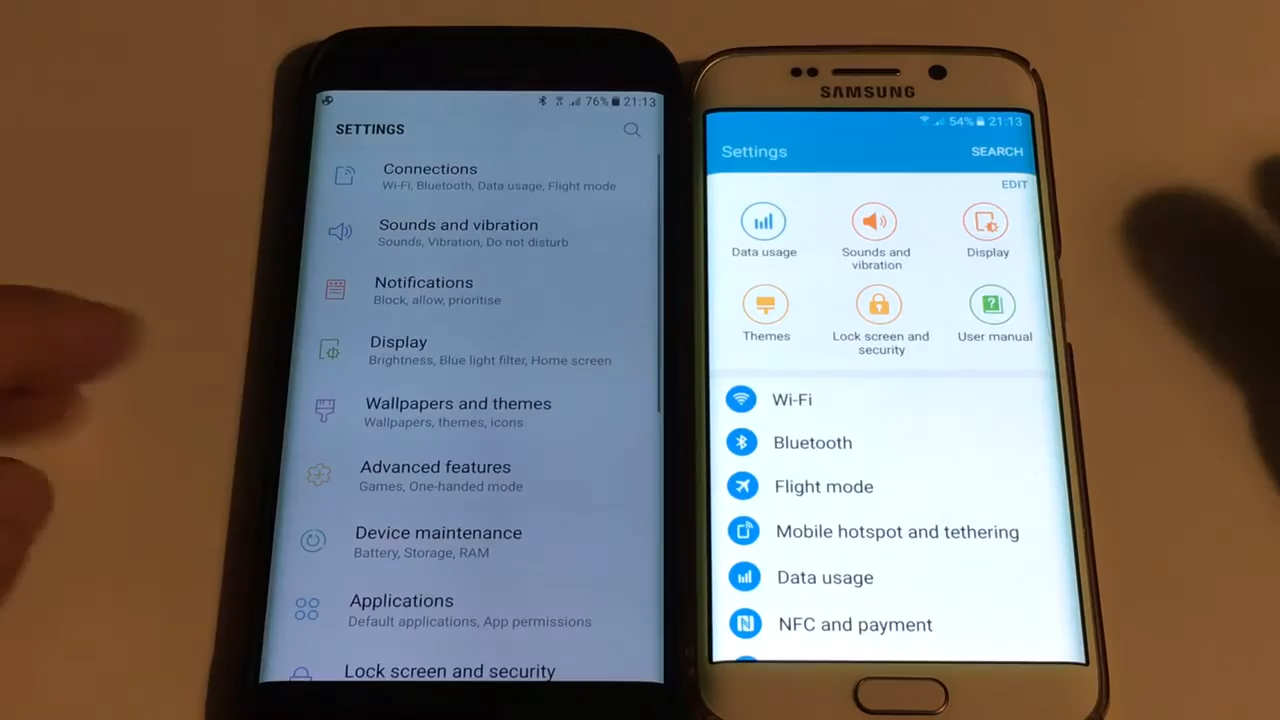 76% 21:13
SETTINGS
Connections
Wi-Fi, Bluetooth, Data usage, Flight mode
Sounds and vibration
Sounds, Vibration, Do not disturb
Notifications
Block, allow, prioritise
Display
Brightness, Blue light filter, Home screen
Wallpapers and themes
Wallpapers, themes, icons
Advanced features
Games, One-handed mode
Device maintenance
Battery, Storage, RAM
Applications
Default applications, App permissions
Lock screen and security
SAMSUNG
54% 21:13
Settings
SEARCH
EDIT
Data usage
Sounds and
vibration
Display
Themes
Lock screen and
security
User manual
Wi-Fi
Bluetooth
Flight mode
Mobile hotspot and tethering
Data usage
NFC and payment